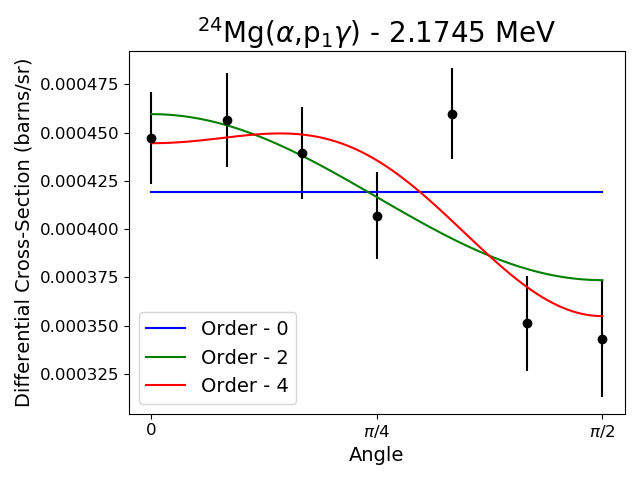 ²⁴Mg(α,p₁γ) - 2.1745 MeV
Differential Cross-Section (barns/sr)
0.000475
0.000450
0.000425
0.000400
0.000375
0.000350
0.000325
Order - 0
Order - 2
Order - 4
0 π/4 π/2
Angle